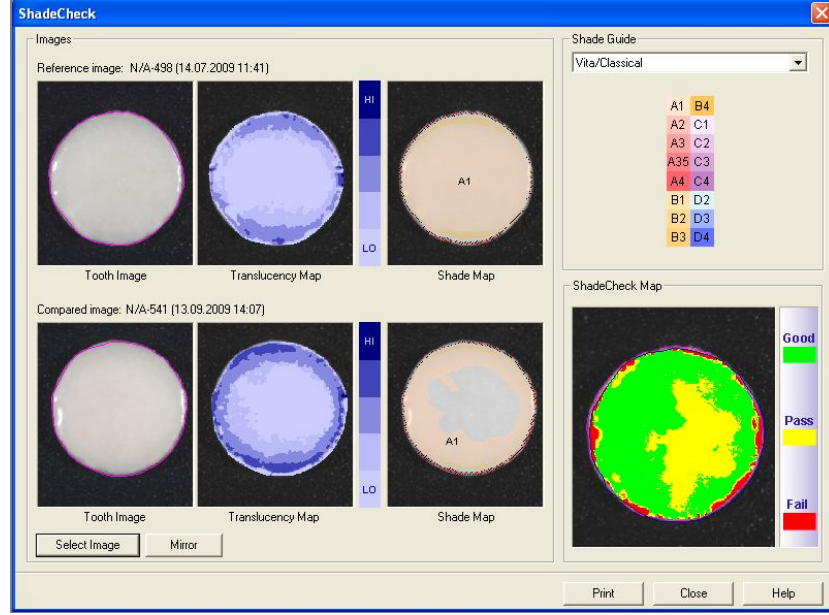 ShadeCheck
Images
Reference image: N/A-498 (14.07.2009 11:41)
HI
LO
A1
Tooth Image
Translucency Map
Shade Map
Compared image: N/A-541 (13.09.2009 14:07)
HI
LO
A1
Tooth Image
Translucency Map
Shade Map
Select Image
Mirror
Shade Guide
Vita/Classical
A1 B4
A2 C1
A3 C2
A35 C3
A4 C4
B1 D2
B2 D3
B3 D4
ShadeCheck Map
Good
Pass
Fail
Print
Close
Help